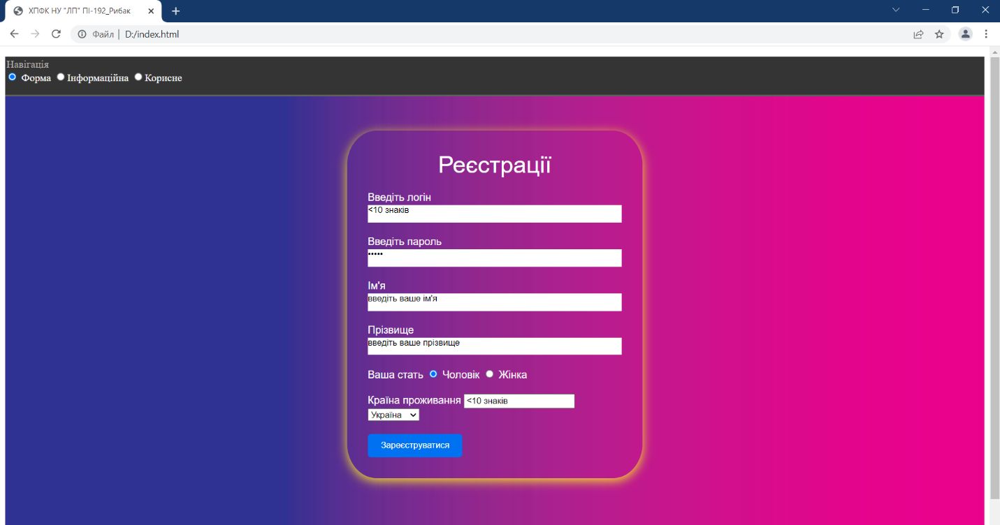 ХПФК НУ "ЛП" ПІ-192_Рибак
Файл | D:/index.html
Навігація
Форма Інформаційна Корисне
Реєстрації
Введіть логін
<10 знаків
Введіть пароль
•••••
Ім'я
введіть ваше ім'я
Прізвище
введіть ваше прізвище
Ваша стать Чоловік Жінка
Країна проживання <10 знаків
Україна
Зареєструватися